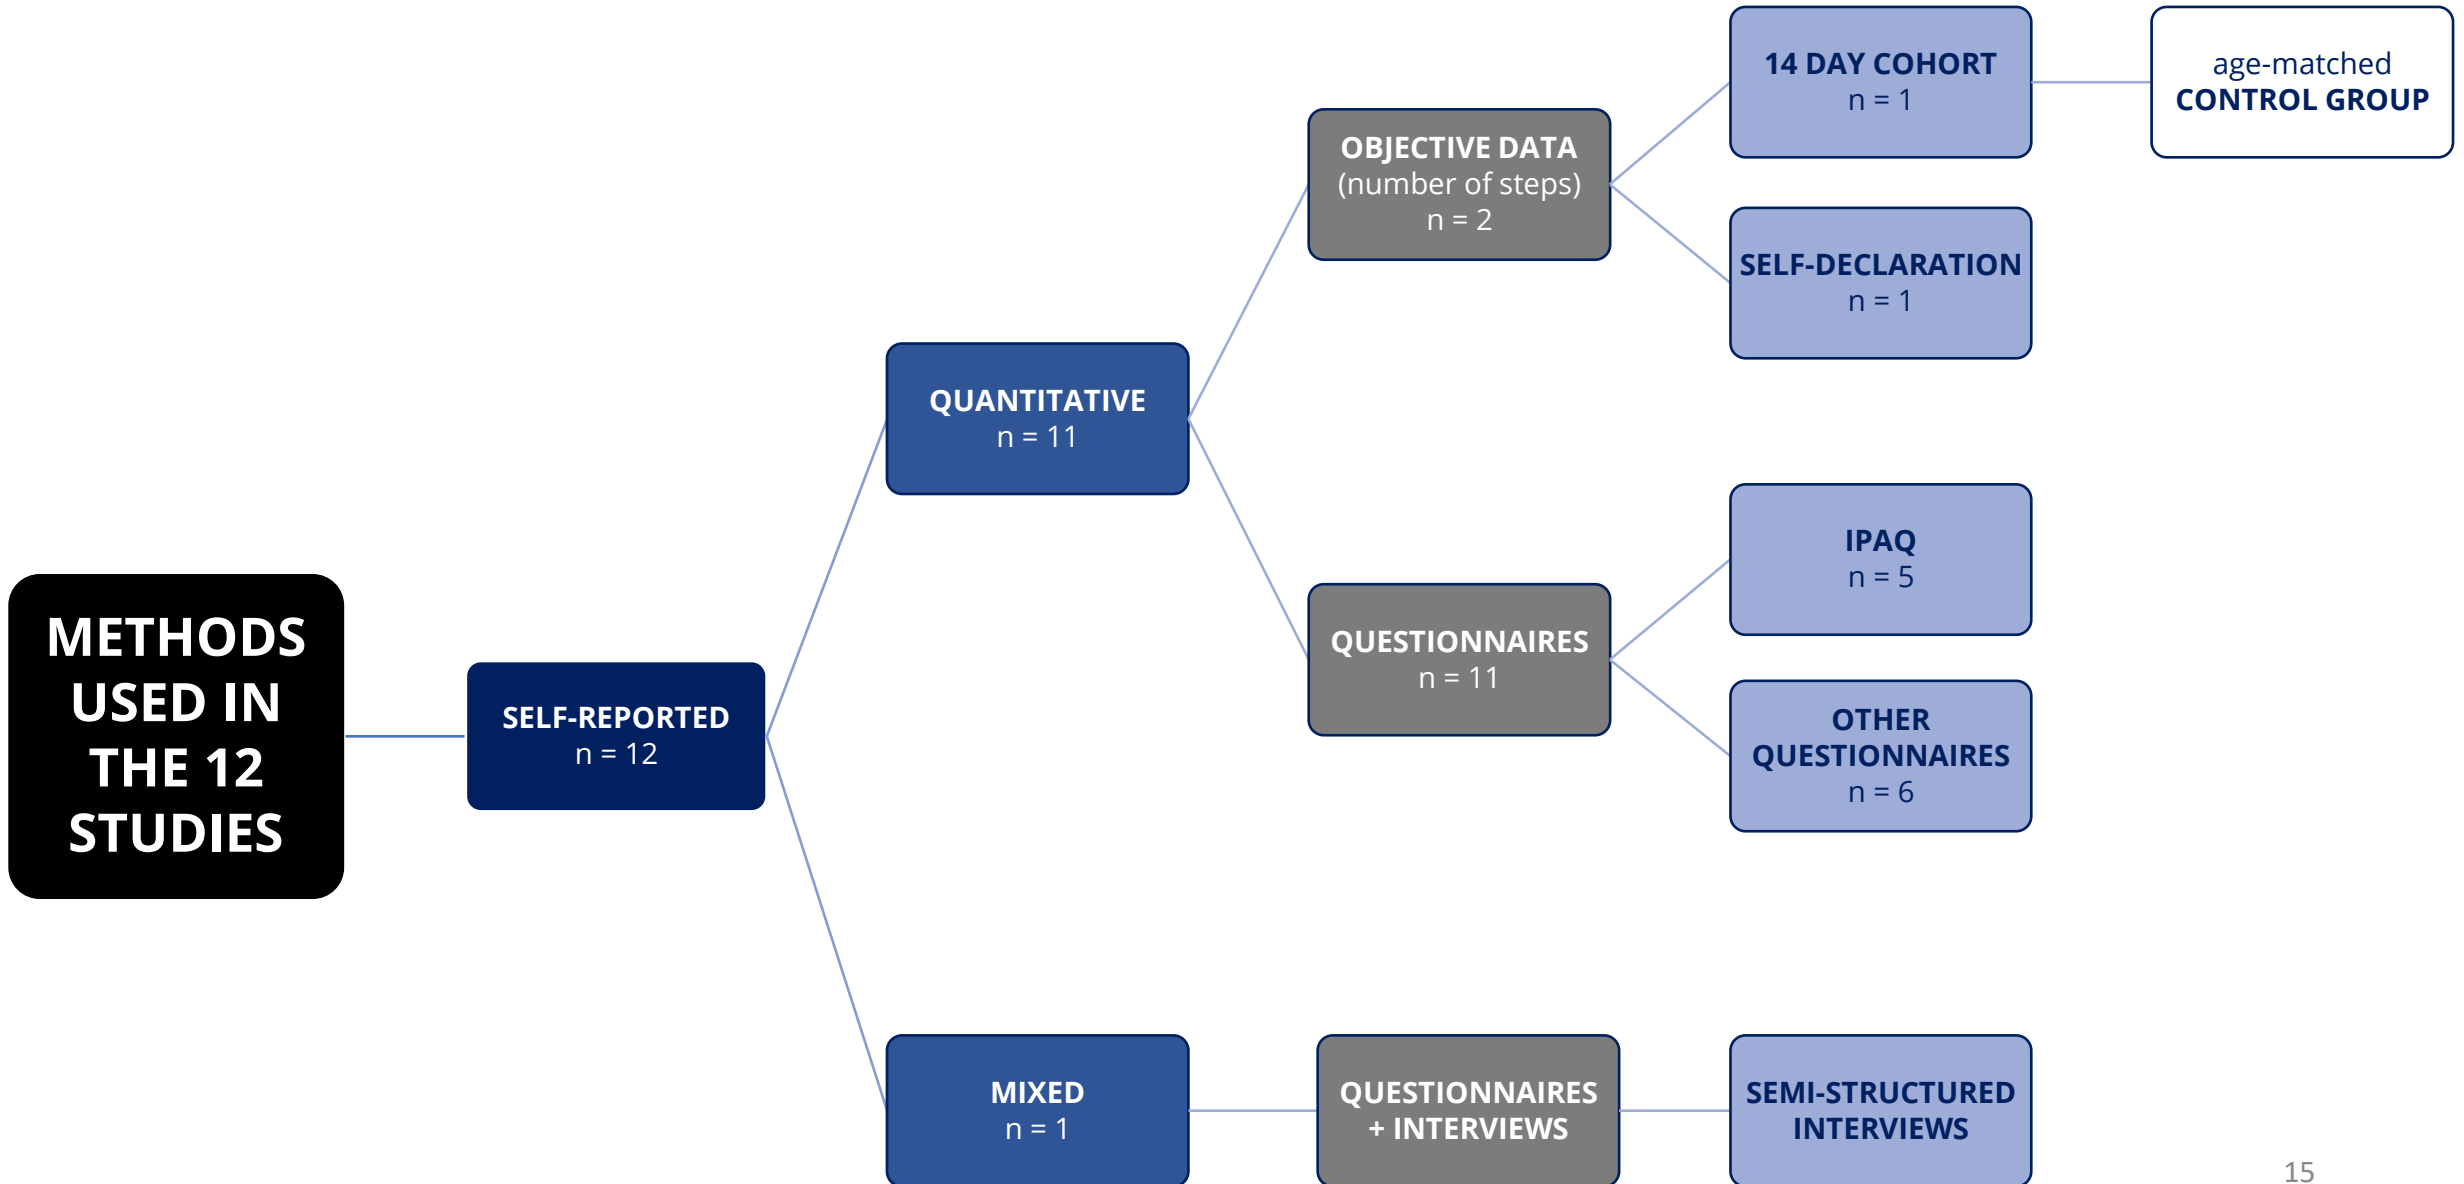 METHODS
USED IN
THE 12
STUDIES
SELF-REPORTED
n = 12
QUANTITATIVE
n = 11
OBJECTIVE DATA
(number of steps)
n = 2
14 DAY COHORT
n = 1
age-matched
CONTROL GROUP
SELF-DECLARATION
n = 1
QUESTIONNAIRES
n = 11
IPAQ
n = 5
OTHER
QUESTIONNAIRES
n = 6
MIXED
n = 1
QUESTIONNAIRES
+ INTERVIEWS
SEMI-STRUCTURED
INTERVIEWS
15